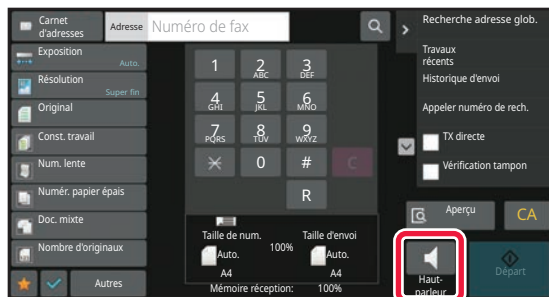 Carnet
d'adresses
Adresse
Numéro de fax
Exposition
Auto.
Résolution
Super fin
Original
Const. travail
Num. lente
Numér. papier
épais
Doc. mixte
Nombre d'originaux
Autres
1
2
ABC
3
DEF
4
GHI
5
JKL
6
MNO
7
PQRS
8
TUV
9
WXYZ
0
#
C
R
Taille de num.
100%
Taille d'envoi
Auto.
Auto.
A4
A4
Mémoire réception: 100%
Recherche adresse glob.
Travaux
récents
Historique d'envoi
Appeler numéro de rech.
TX directe
Vérification tampon
Aperçu
CA
Haut-
parleur
Départ